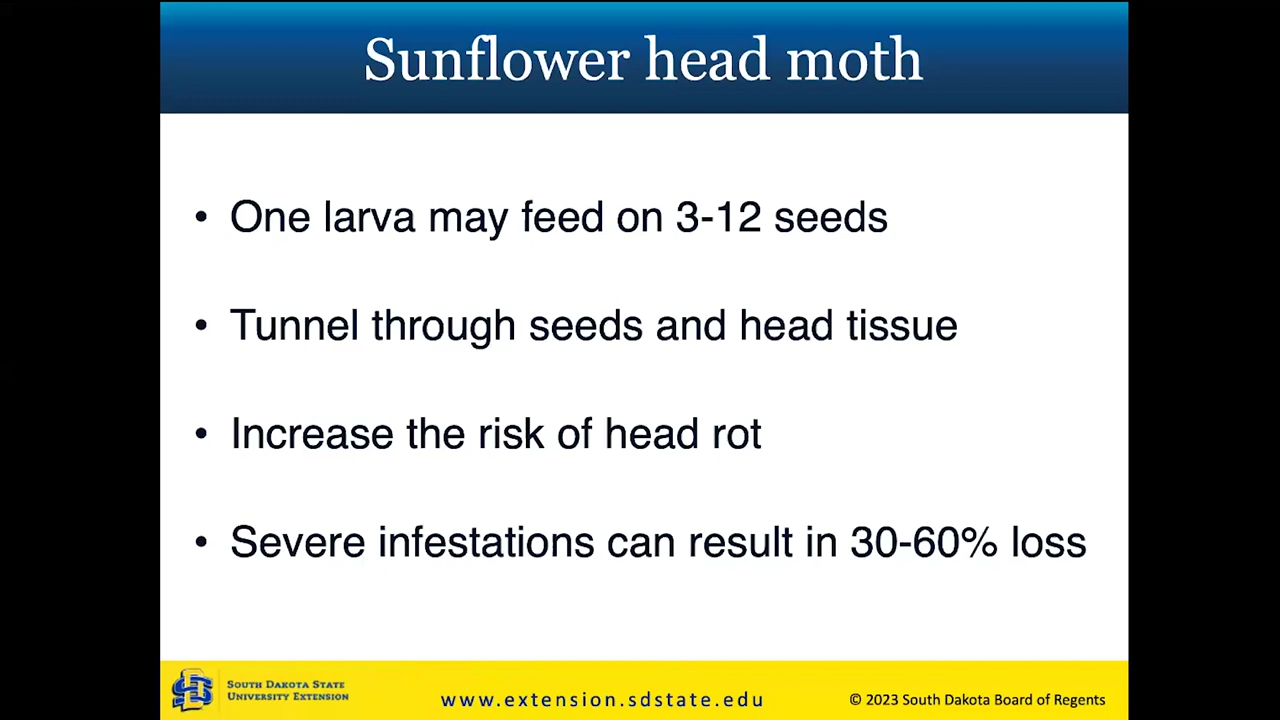 Sunflower head moth
• One larva may feed on 3-12 seeds
• Tunnel through seeds and head tissue
• Increase the risk of head rot
• Severe infestations can result in 30-60% loss
SOUTH DAKOTA STATE
UNIVERSITY EXTENSION
www.extension.sdstate.edu
© 2023 South Dakota Board of Regents